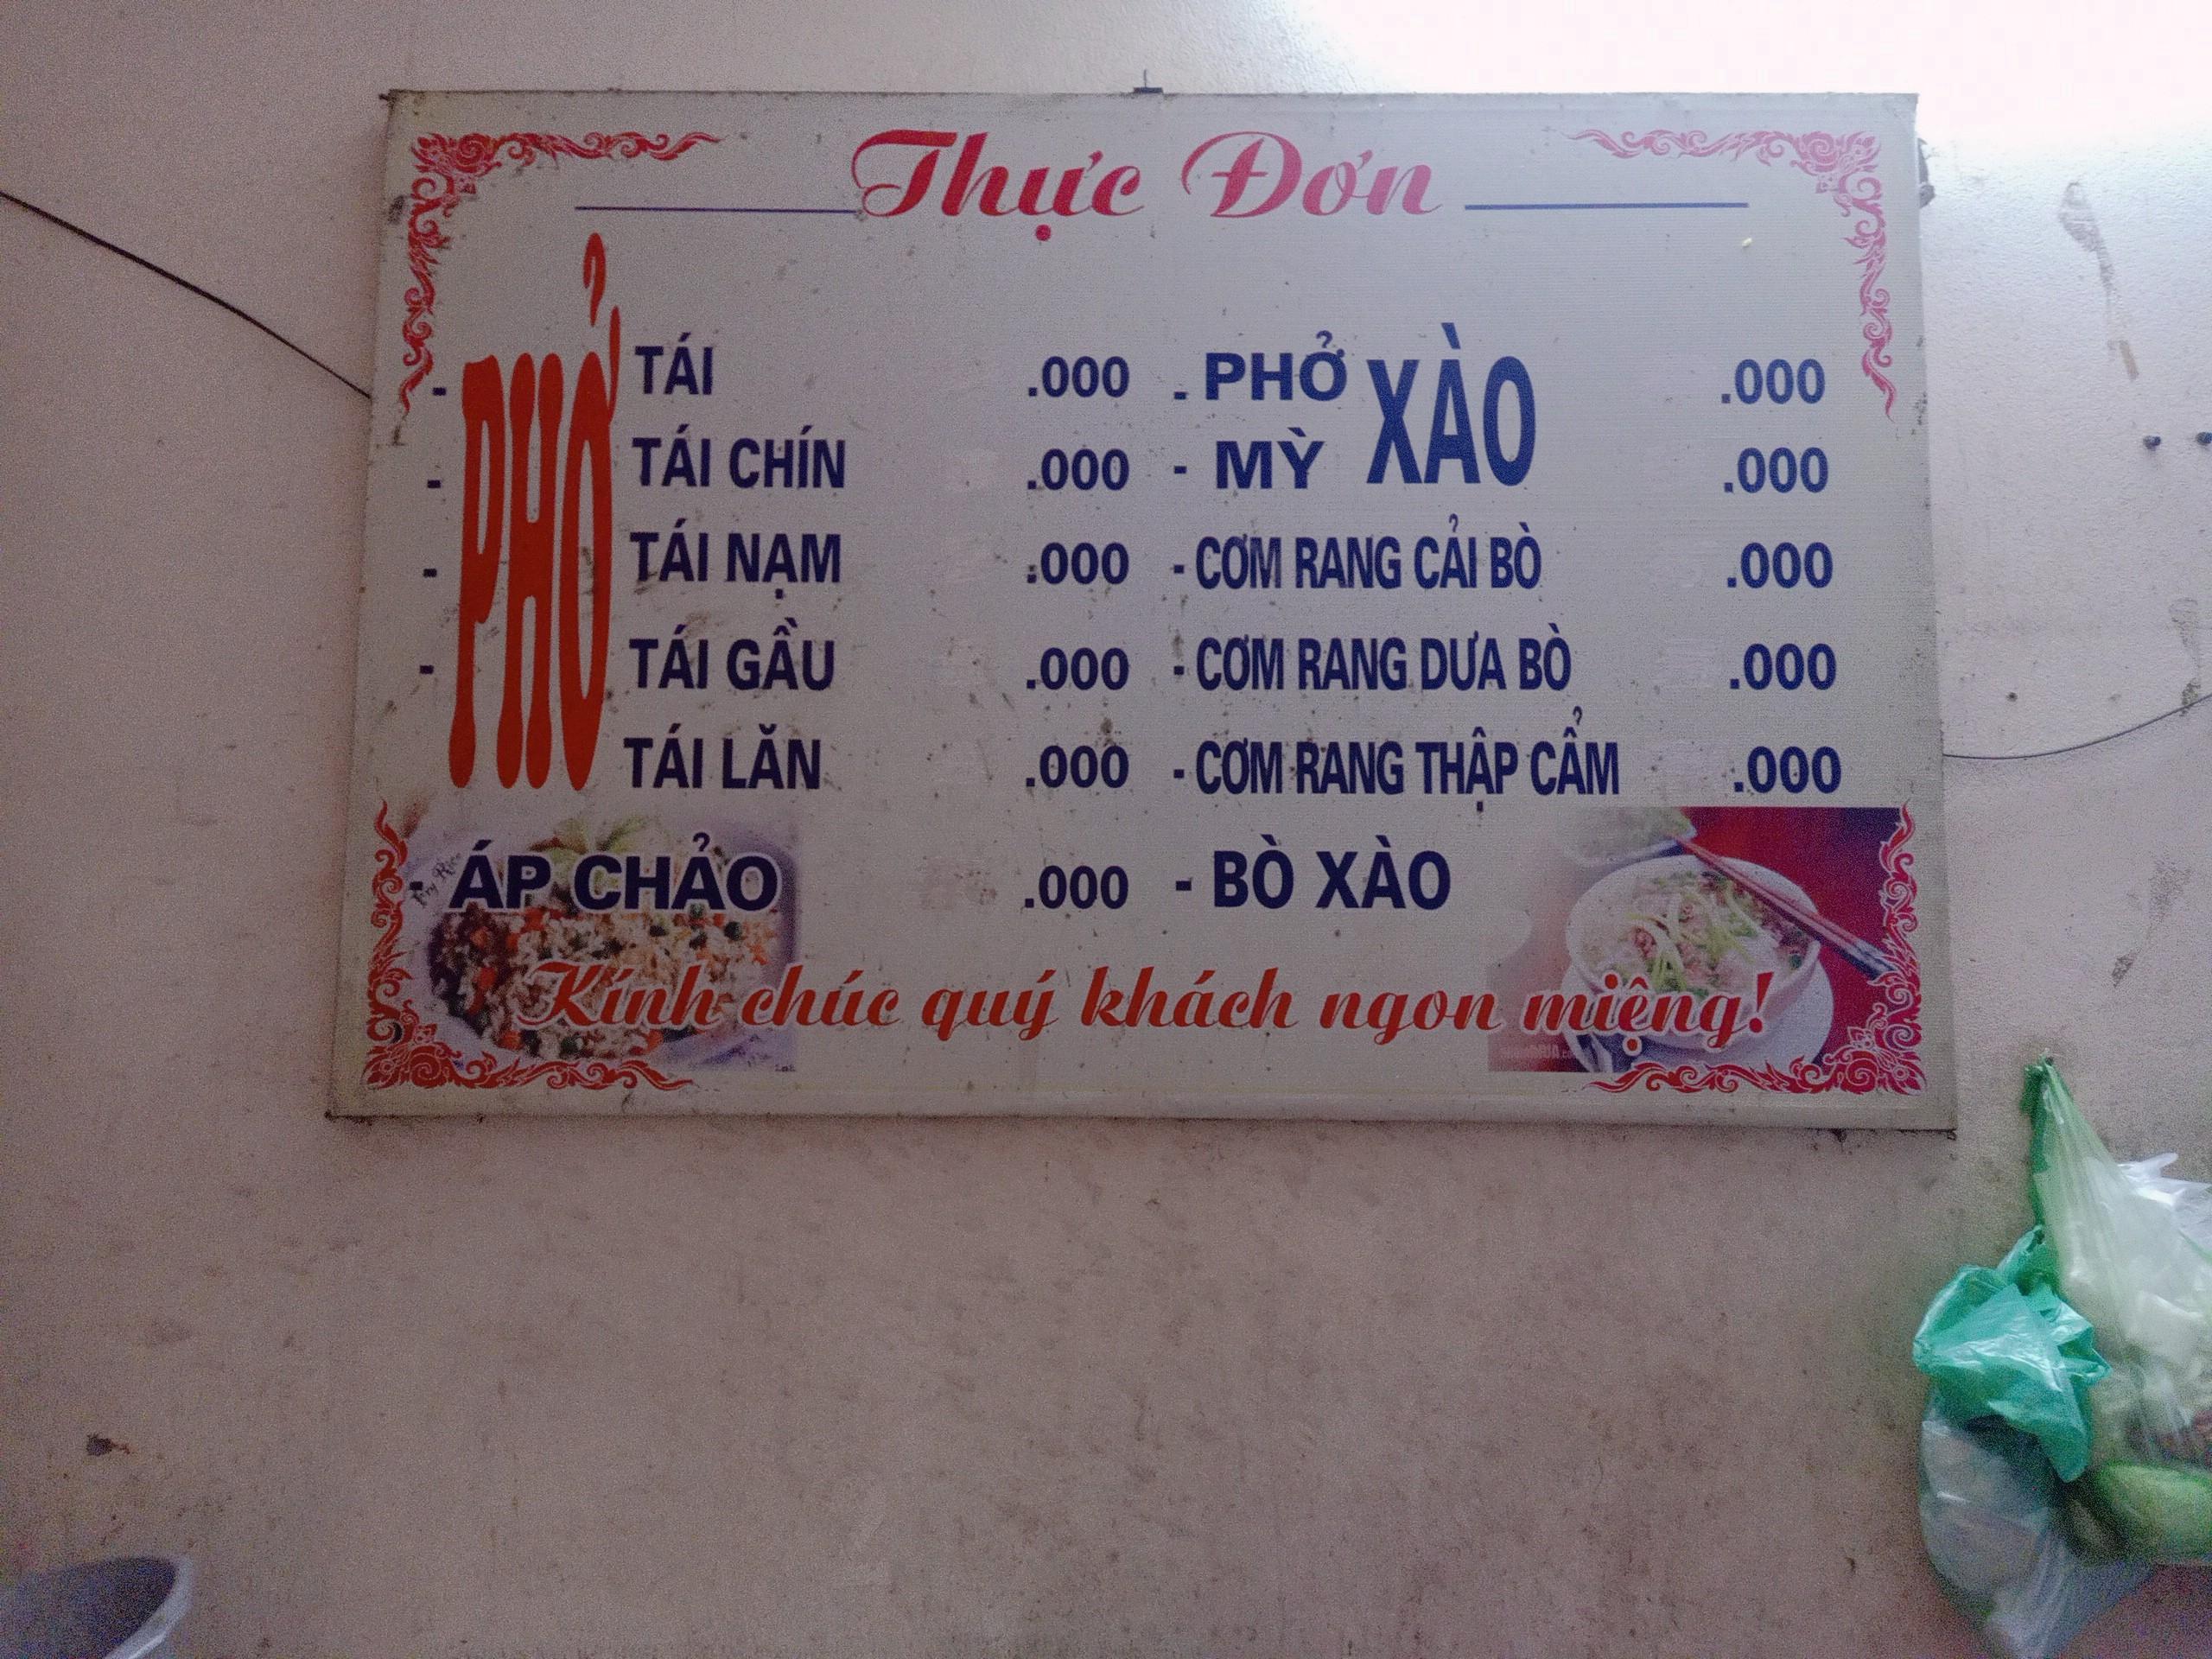 Thực Đơn
PHỞ
- TÁI .000
- TÁI CHÍN .000
- TÁI NẠM .000
- TÁI GẦU .000
TÁI LĂN .000
- ÁP CHẢO .000
- PHỞ XÀO .000
- MỲ .000
- CƠM RANG CẢI BÒ .000
- CƠM RANG DƯA BÒ .000
- CƠM RANG THẬP CẨM .000
- BÒ XÀO
Kính chúc quý khách ngon miệng!